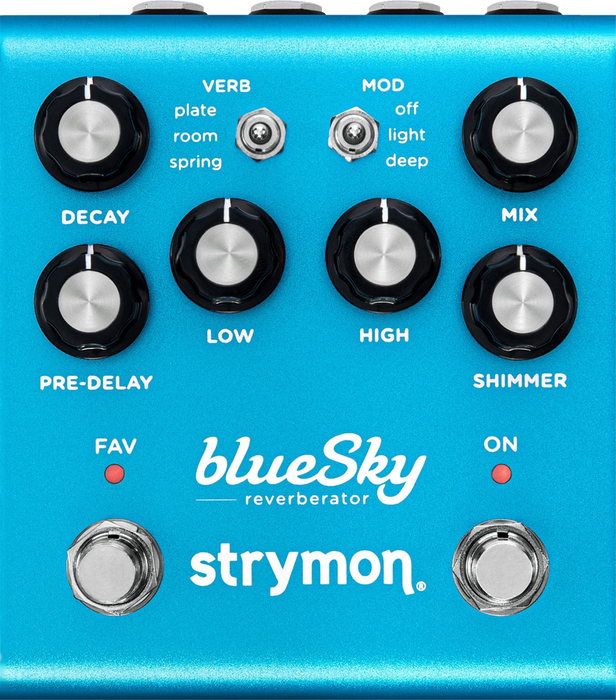 VERB
plate
room
spring
MOD
off
light
deep
DECAY
MIX
LOW
HIGH
PRE-DELAY
SHIMMER
FAV
ON
blueSky
reverberator
strymon®